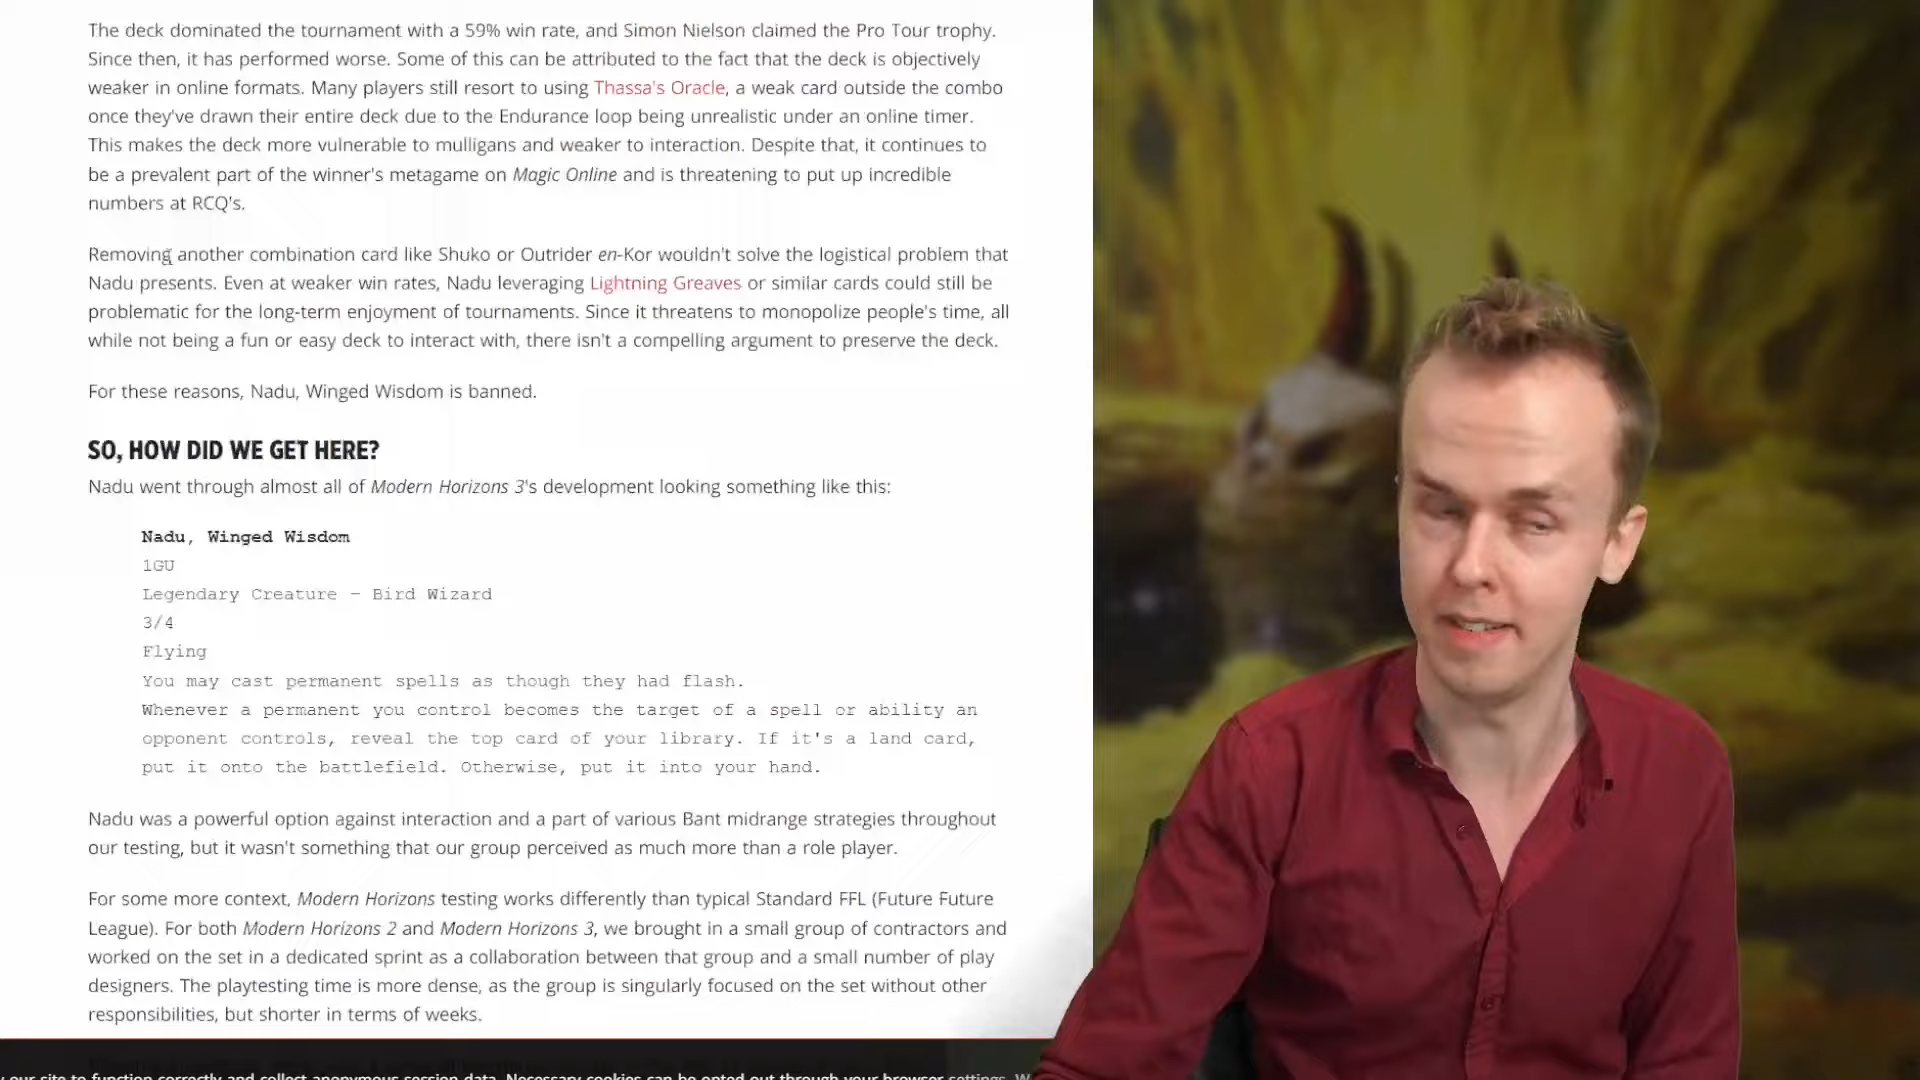 The deck dominated the tournament with a 59% win rate, and Simon Nielson claimed the Pro Tour trophy.
Since then, it has performed worse. Some of this can be attributed to the fact that the deck is objectively
weaker in online formats. Many players still resort to using Thassa's Oracle, a weak card outside the combo
once they've drawn their entire deck due to the Endurance loop being unrealistic under an online timer.
This makes the deck more vulnerable to mulligans and weaker to interaction. Despite that, it continues to
be a prevalent part of the winner's metagame on Magic Online and is threatening to put up incredible
numbers at RCQ's.
Removing another combination card like Shuko or Outrider en-Kor wouldn't solve the logistical problem that
Nadu presents. Even at weaker win rates, Nadu leveraging Lightning Greaves or similar cards could still be
problematic for the long-term enjoyment of tournaments. Since it threatens to monopolize people's time, all
while not being a fun or easy deck to interact with, there isn't a compelling argument to preserve the deck.
For these reasons, Nadu, Winged Wisdom is banned.
SO, HOW DID WE GET HERE?
Nadu went through almost all of Modern Horizons 3's development looking something like this:
Nadu, Winged Wisdom
1GU
Legendary Creature – Bird Wizard
3/4
Flying
You may cast permanent spells as though they had flash.
Whenever a permanent you control becomes the target of a spell or ability an
opponent controls, reveal the top card of your library. If it's a land card,
put it onto the battlefield. Otherwise, put it into your hand.
Nadu was a powerful option against interaction and a part of various Bant midrange strategies throughout
our testing, but it wasn't something that our group perceived as much more than a role player.
For some more context, Modern Horizons testing works differently than typical Standard FFL (Future Future
League). For both Modern Horizons 2 and Modern Horizons 3, we brought in a small group of contractors and
worked on the set in a dedicated sprint as a collaboration between that group and a small number of play
designers. The playtesting time is more dense, as the group is singularly focused on the set without other
responsibilities, but shorter in terms of weeks.
our site to function correctly and collect anonymous session data. Necessary cookies can be opted out through your browser settings.